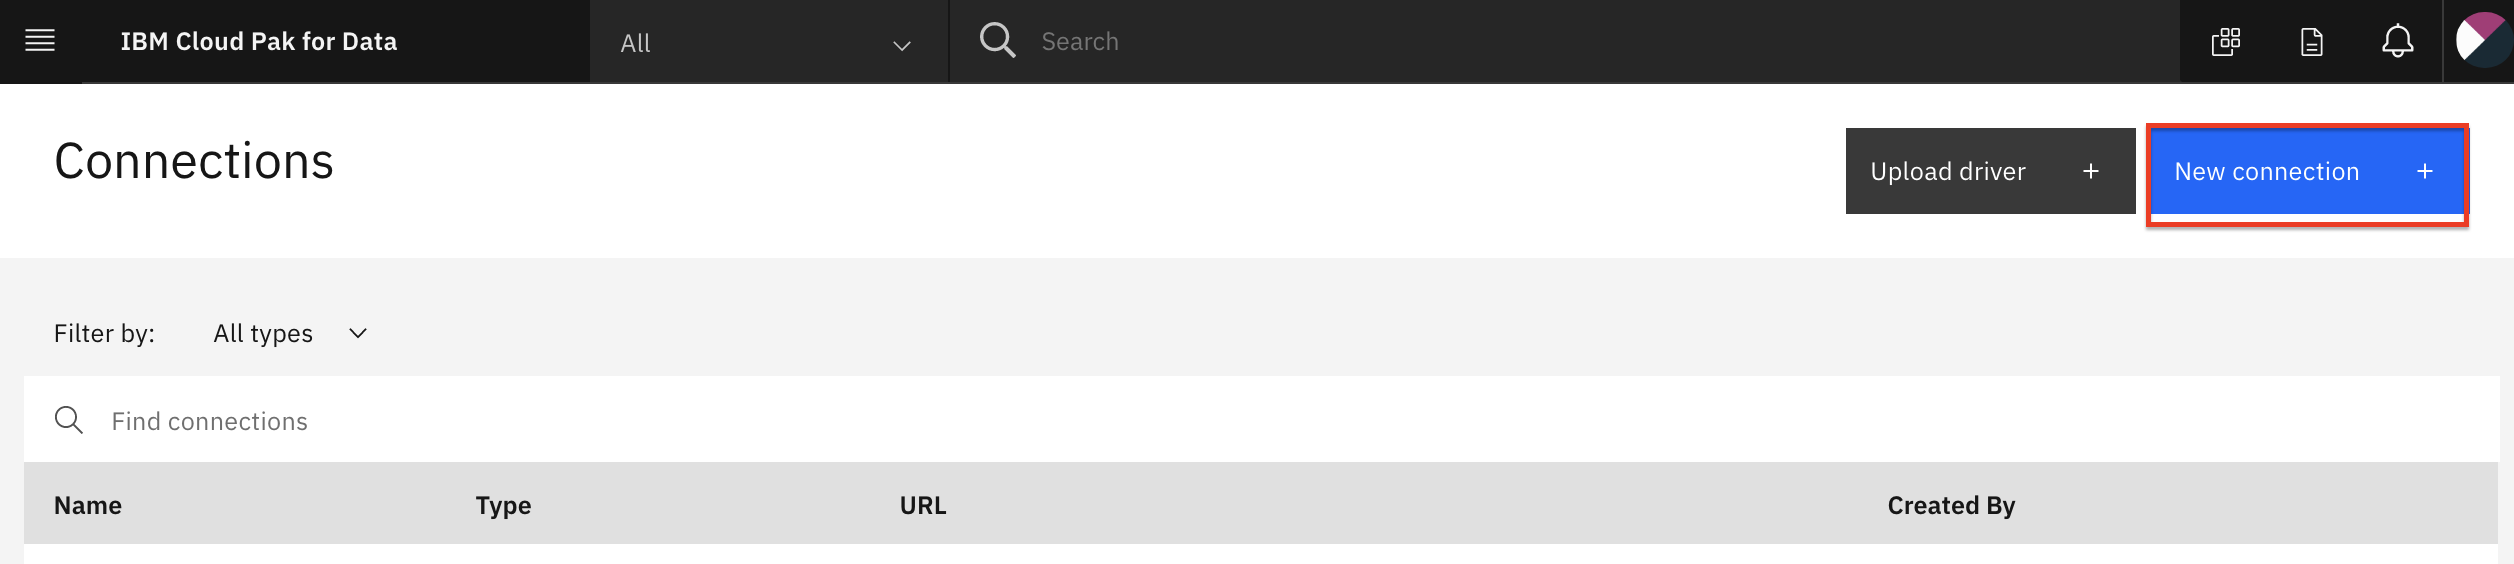 IBM Cloud Pak for Data All Search
Connections Upload driver + New connection +
Filter by: All types
Find connections
Name Type URL Created By